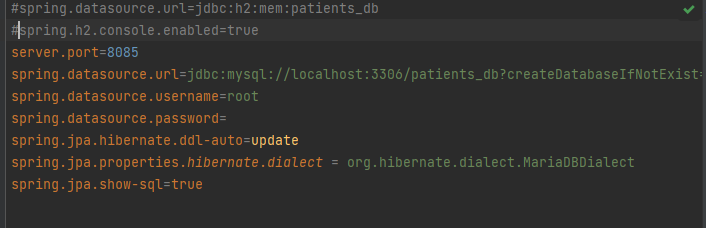 #spring.datasource.url=jdbc:h2:mem:patients_db
#spring.h2.console.enabled=true
server.port=8085
spring.datasource.url=jdbc:mysql://localhost:3306/patients_db?createDatabaseIfNotExist=
spring.datasource.username=root
spring.datasource.password=
spring.jpa.hibernate.ddl-auto=update
spring.jpa.properties.hibernate.dialect = org.hibernate.dialect.MariaDBDialect
spring.jpa.show-sql=true